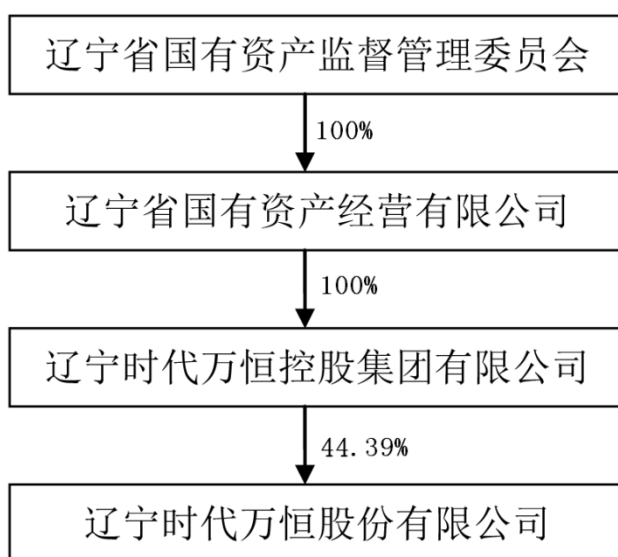 辽宁省国有资产监督管理委员会
100%
辽宁省国有资产经营有限公司
100%
辽宁时代万恒控股集团有限公司
44.39%
辽宁时代万恒股份有限公司